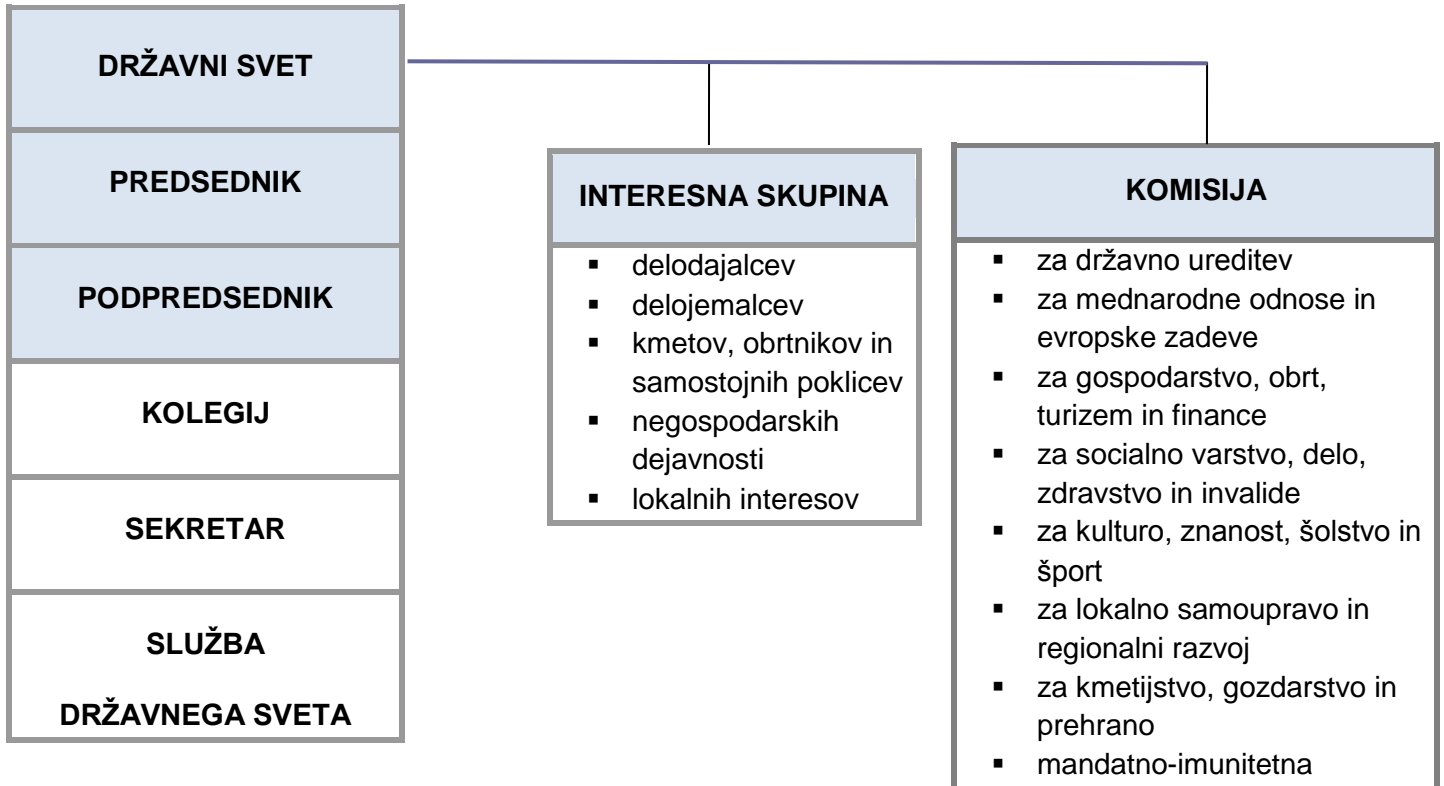 DRŽAVNI SVET
PREDSEDNIK
PODPREDSEDNIK
KOLEGIJ
SEKRETAR
SLUŽBA
DRŽAVNEGA SVETA
INTERESNA SKUPINA
▪ delodajalcev
▪ delojemalcev
▪ kmetov, obrtnikov in
samostojnih poklicev
▪ negospodarskih
dejavnosti
▪ lokalnih interesov
KOMISIJA
▪ za državno ureditev
▪ za mednarodne odnose in
evropske zadeve
▪ za gospodarstvo, obrt,
turizem in finance
▪ za socialno varstvo, delo,
zdravstvo in invalide
▪ za kulturo, znanost, šolstvo in
šport
▪ za lokalno samoupravo in
regionalni razvoj
▪ za kmetijstvo, gozdarstvo in
prehrano
▪ mandatno-imunitetna